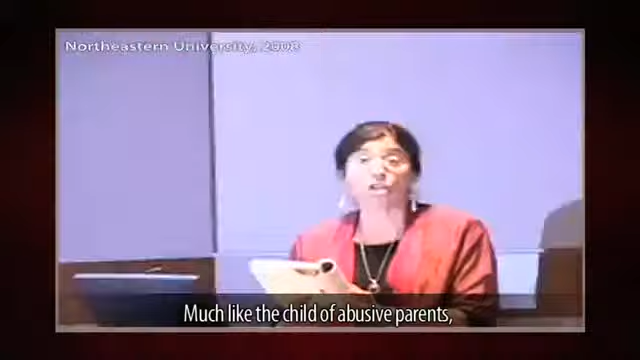 Northeastern University, 2008
Much like the child of abusive parents,